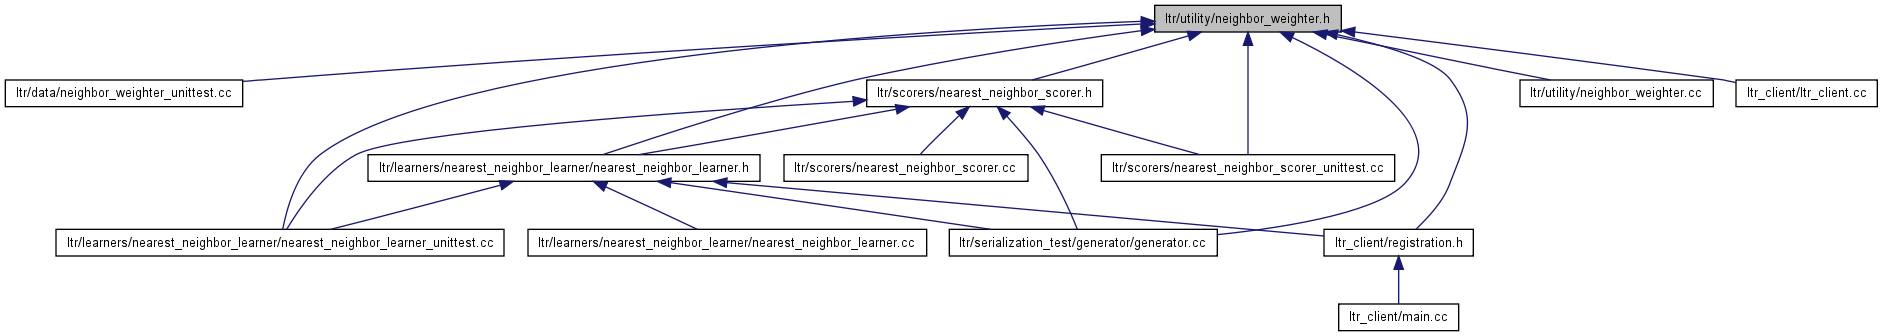 ltr/utility/neighbor_weighter.h
ltr/data/neighbor_weighter_unittest.cc
ltr/scorers/nearest_neighbor_scorer.h
ltr/utility/neighbor_weighter.cc
ltr_client/ltr_client.cc
ltr/learners/nearest_neighbor_learner/nearest_neighbor_learner.h
ltr/scorers/nearest_neighbor_scorer.cc
ltr/scorers/nearest_neighbor_scorer_unittest.cc
ltr/learners/nearest_neighbor_learner/nearest_neighbor_learner_unittest.cc
ltr/learners/nearest_neighbor_learner/nearest_neighbor_learner.cc
ltr/serialization_test/generator/generator.cc
ltr_client/registration.h
ltr_client/main.cc